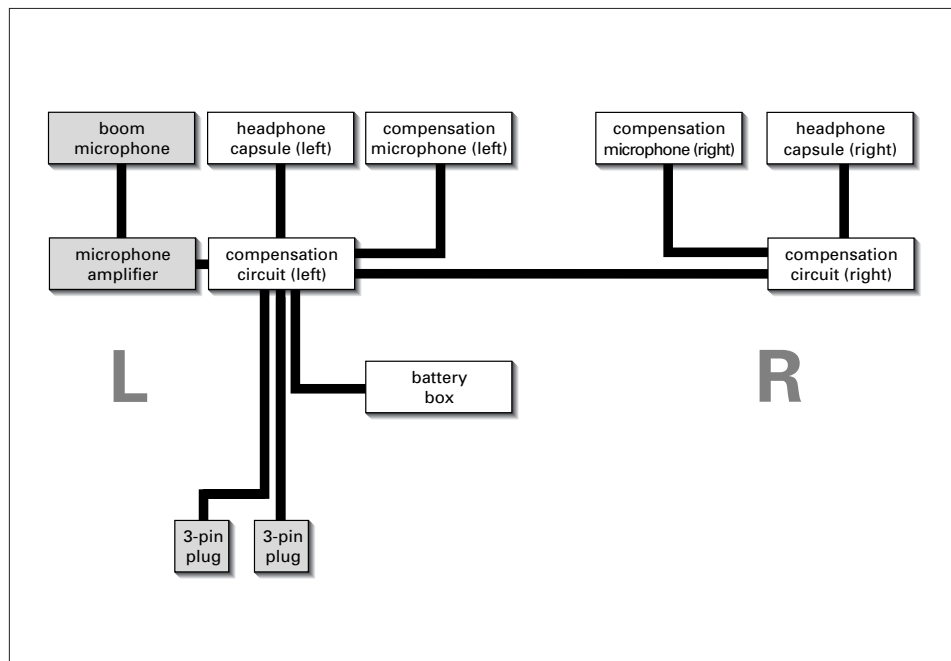 boom
microphone
headphone
capsule (left)
compensation
microphone (left)
compensation
microphone (right)
headphone
capsule (right)
microphone
amplifier
compensation
circuit (left)
compensation
circuit (right)
L
R
battery
box
3-pin
plug
3-pin
plug